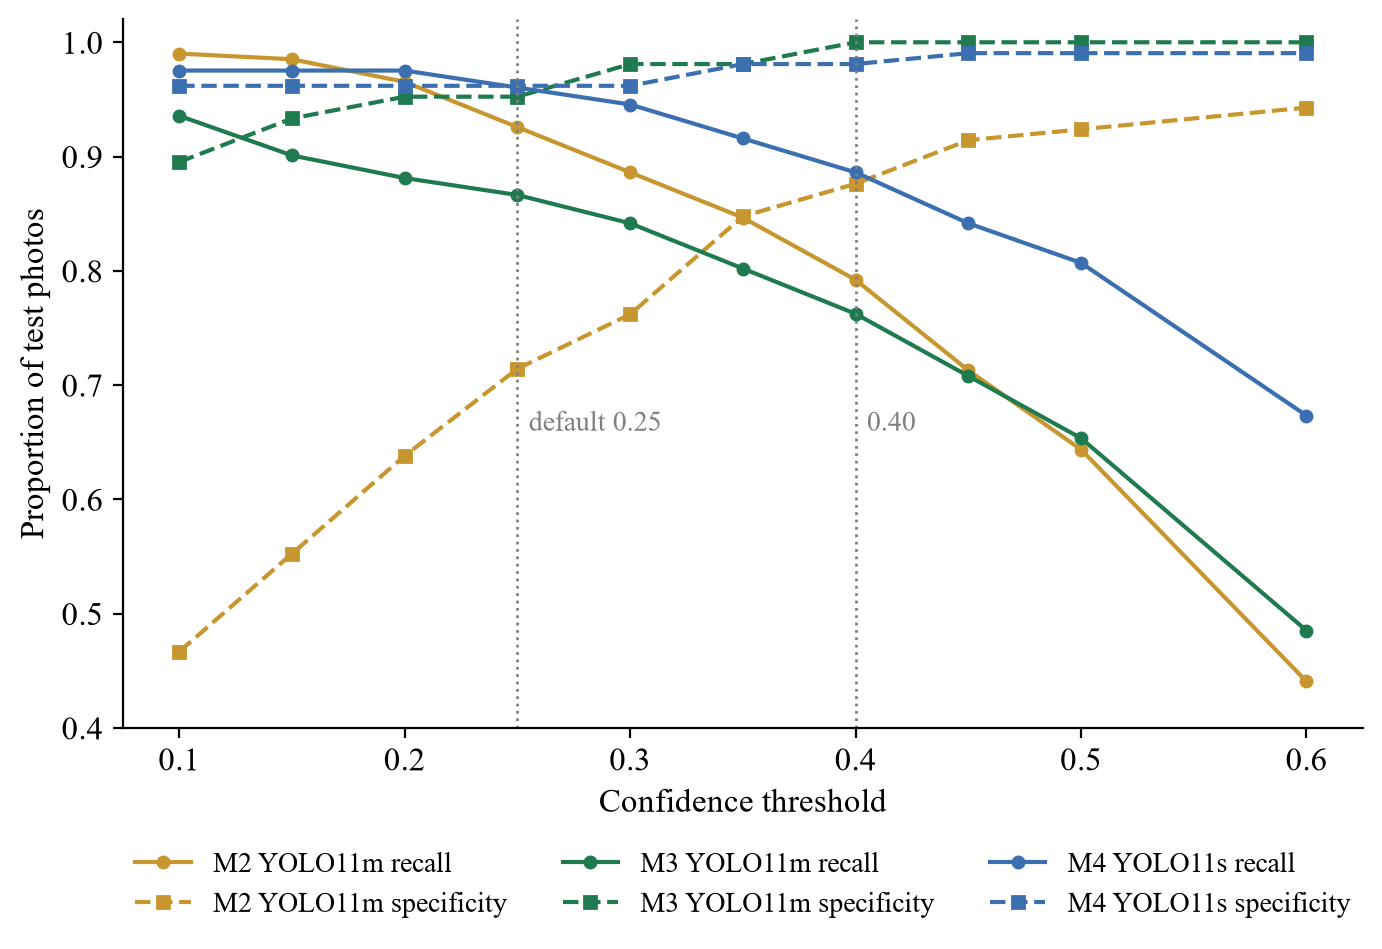 1.0
0.9
0.8
0.7
0.6
0.5
0.4
Proportion of test photos
default 0.25
0.40
0.1 0.2 0.3 0.4 0.5 0.6
Confidence threshold
M2 YOLO11m recall
M2 YOLO11m specificity
M3 YOLO11m recall
M3 YOLO11m specificity
M4 YOLO11s recall
M4 YOLO11s specificity